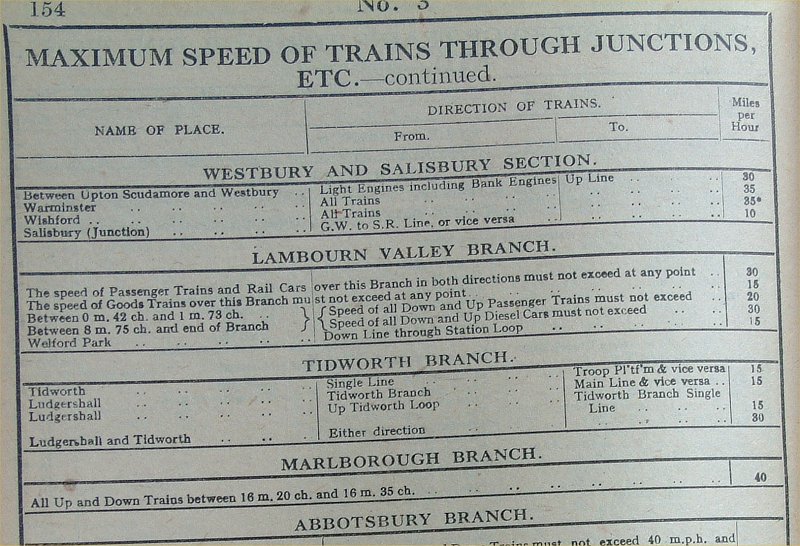 154
No. 3
MAXIMUM SPEED OF TRAINS THROUGH JUNCTIONS,
ETC.—continued.
NAME OF PLACE. DIRECTION OF TRAINS. Miles per Hour
From. To.
WESTBURY AND SALISBURY SECTION.
Between Upton Scudamore and Westbury .. Light Engines including Bank Engines Up Line .. .. .. 30
Warminster .. .. .. .. All Trains .. .. .. .. .. .. .. 35
Wishford .. .. .. .. .. All Trains .. .. .. .. .. .. .. 35*
Salisbury (Junction) .. .. .. .. G.W. to S.R. Line, or vice versa .. .. .. .. .. 10
LAMBOURN VALLEY BRANCH.
The speed of Passenger Trains and Rail Cars over this Branch in both directions must not exceed at any point .. 30
The speed of Goods Trains over this Branch must not exceed at any point .. .. .. .. .. 15
Between 0 m. 42 ch. and 1 m. 73 ch. .. } { Speed of all Down and Up Passenger Trains must not exceed .. 20
Between 8 m. 75 ch. and end of Branch } { Speed of all Down and Up Diesel Cars must not exceed .. .. 30
Welford Park .. .. .. .. Down Line through Station Loop .. .. .. .. 15
TIDWORTH BRANCH.
Tidworth .. .. .. .. Single Line .. .. .. Troop Pl'tf'm & vice versa 15
Ludgershall .. .. .. .. Tidworth Branch .. .. .. Main Line & vice versa .. 15
Ludgershall .. .. .. .. Up Tidworth Loop .. .. .. Tidworth Branch Single
Line .. .. .. 15
Ludgershall and Tidworth .. .. .. Either direction .. .. .. .. .. .. 30
MARLBOROUGH BRANCH.
All Up and Down Trains between 16 m. 20 ch. and 16 m. 35 ch. .. .. .. .. .. .. .. 40
ABBOTSBURY BRANCH.
Trains must not exceed 40 m.p.h. and